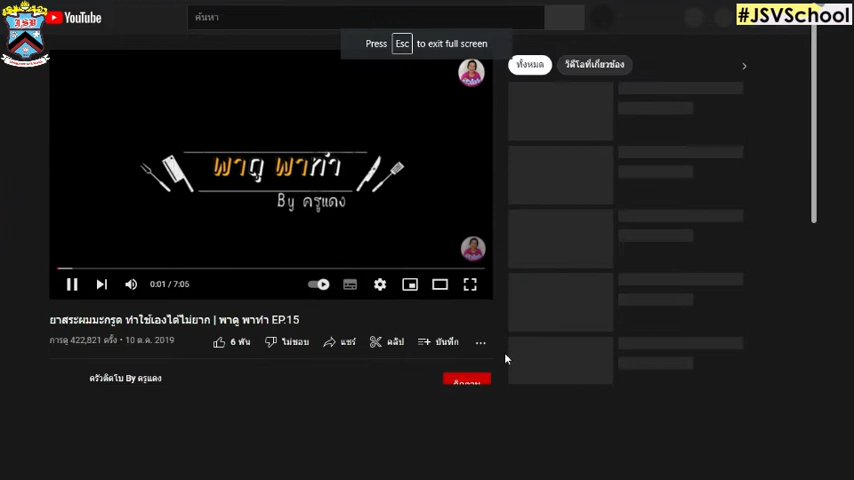 JSB
YouTube
ค้นหา
#JSVSchool
Press Esc to exit full screen
ทั้งหมด
วิดีโอที่เกี่ยวข้อง
พาดู พาทำ
By ครูแดง
0:01 / 7:05
ยาสระผมมะกรูด ทำใช้เองได้ไม่ยาก | พาดู พาทำ EP.15
การดู 422,821 ครั้ง • 10 ต.ค. 2019
6 พัน
ไม่ชอบ
แชร์
คลิป
บันทึก
ครัวติดโบ By ครูแดง
ติดตาม